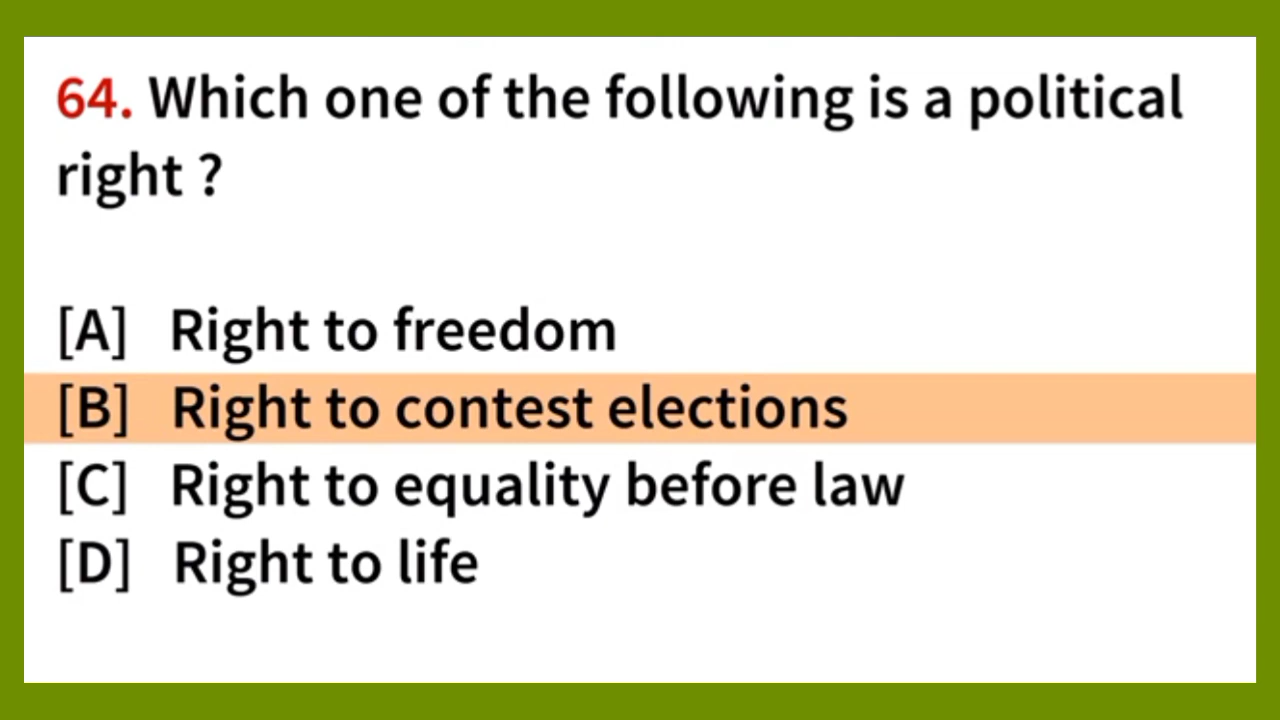 64. Which one of the following is a political
right ?
[A] Right to freedom
[B] Right to contest elections
[C] Right to equality before law
[D] Right to life